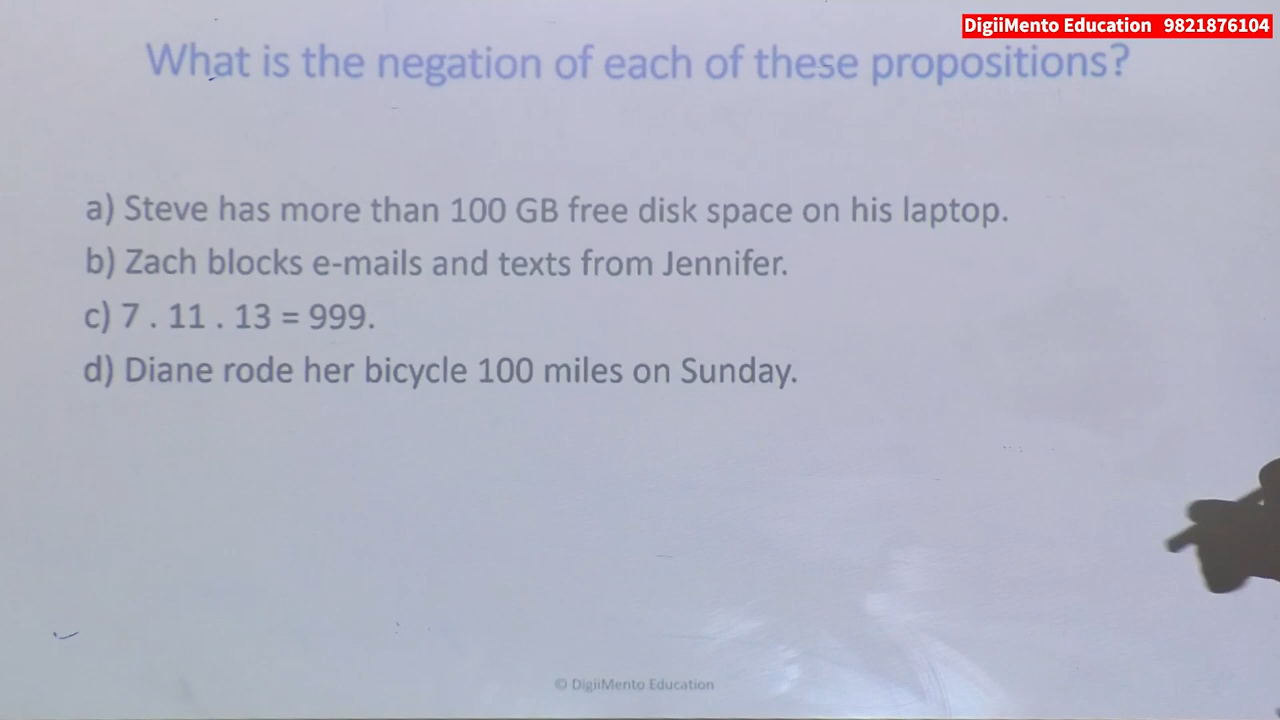 DigiiMento Education 9821876104
What is the negation of each of these propositions?
a) Steve has more than 100 GB free disk space on his laptop.
b) Zach blocks e-mails and texts from Jennifer.
c) 7 . 11 . 13 = 999.
d) Diane rode her bicycle 100 miles on Sunday.
© DigiiMento Education